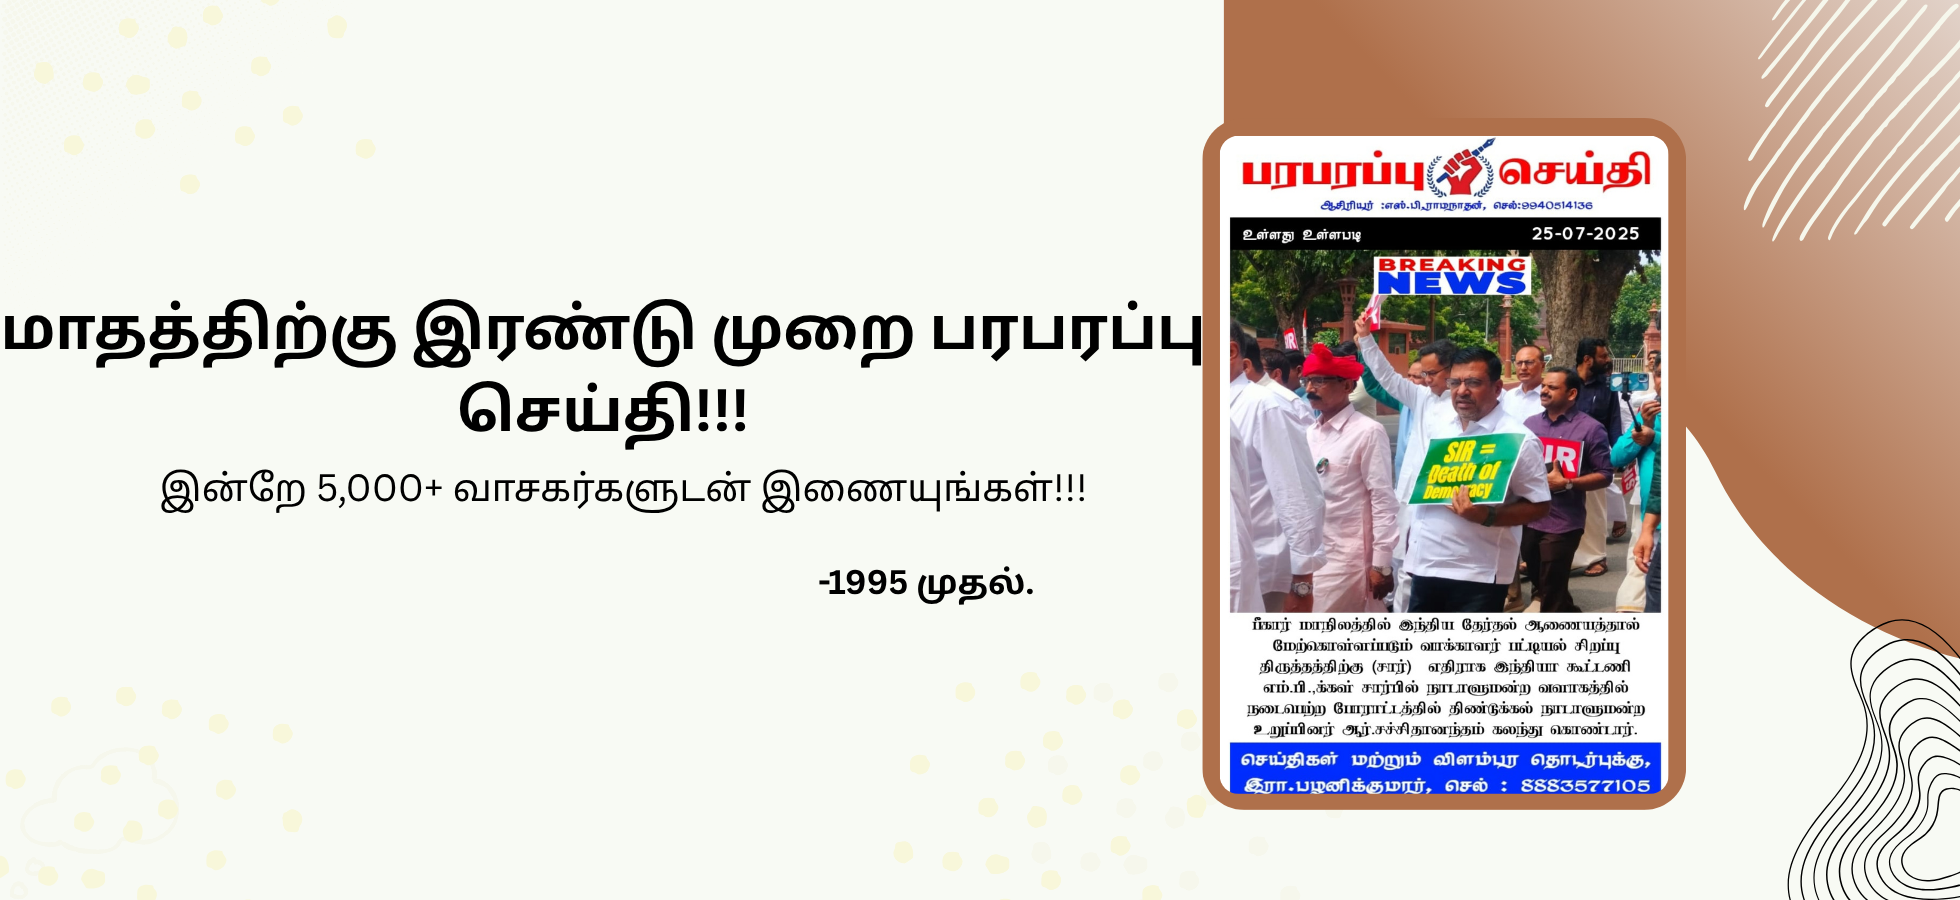 மாதத்திற்கு இரண்டு முறை பரபரப்பு
செய்தி!!!
இன்றே 5,000+ வாசகர்களுடன் இணையுங்கள்!!!
-1995 முதல்.
பரபரப்பு செய்தி
ஆசிரியர் :எஸ்.பி.ராமநாதன், செல்:9940514136
உள்ளது உள்ளபடி 25-07-2025
BREAKING
NEWS
SIR =
Death of
Democracy
பீகார் மாநிலத்தில் இந்திய தேர்தல் ஆணையத்தால்
மேற்கொள்ளப்படும் வாக்காளர் பட்டியல் சிறப்பு
திருத்தத்திற்கு (சார்) எதிராக இந்தியா கூட்டணி
எம்.பி.,க்கள் சார்பில் நாடாளுமன்ற வளாகத்தில்
நடைபெற்ற போராட்டத்தில் திண்டுக்கல் நாடாளுமன்ற
உறுப்பினர் ஆர்.சச்சிதானந்தம் கலந்து கொண்டார்.
செய்திகள் மற்றும் விளம்பர தொடர்புக்கு,
இரா.பழனிக்குமார், செல் : 8883577105